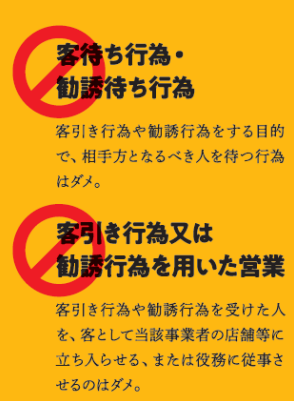 客待ち行為・
勧誘待ち行為
客引き行為や勧誘行為をする目的
で、相手方となるべき人を待つ行為
はダメ。
客引き行為又は
勧誘行為を用いた営業
客引き行為や勧誘行為を受けた人
を、客として当該事業者の店舗等に
立ち入らせる、または役務に従事さ
せるのはダメ。